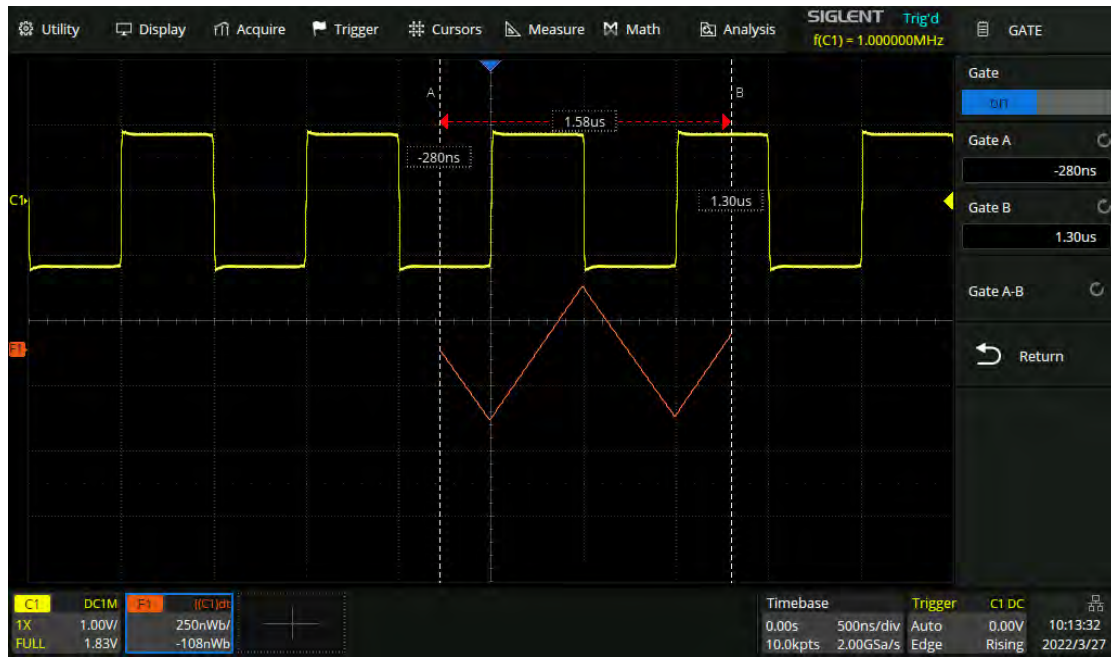 Utility Display Acquire Trigger Cursors Measure Math Analysis
SIGLENT Trig'd
f(C1) = 1.000000MHz
GATE
Gate
on
Gate A
-280ns
Gate B
1.30us
Gate A-B
Return
A
B
1.58us
-280ns
1.30us
C1
F1
C1 DC1M
1X 1.00V/
FULL 1.83V
F1 ∫(C1)dt
250nWb/
-108nWb
Timebase
0.00s 500ns/div
10.0kpts 2.00GSa/s
Trigger C1 DC
Auto 0.00V
Edge Rising
10:13:32
2022/3/27